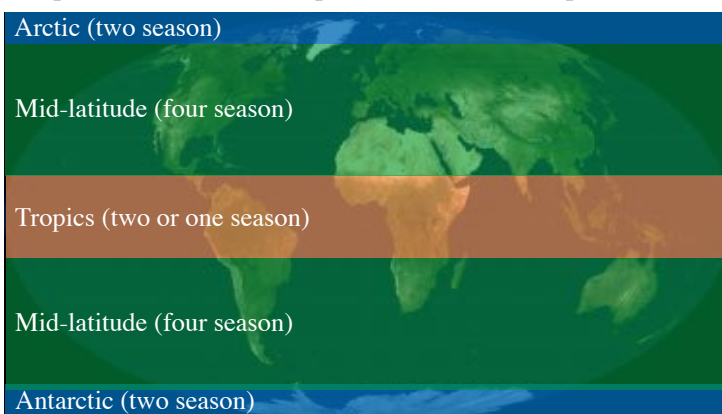 Arctic (two season)
Mid-latitude (four season)
Tropics (two or one season)
Mid-latitude (four season)
Antarctic (two season)